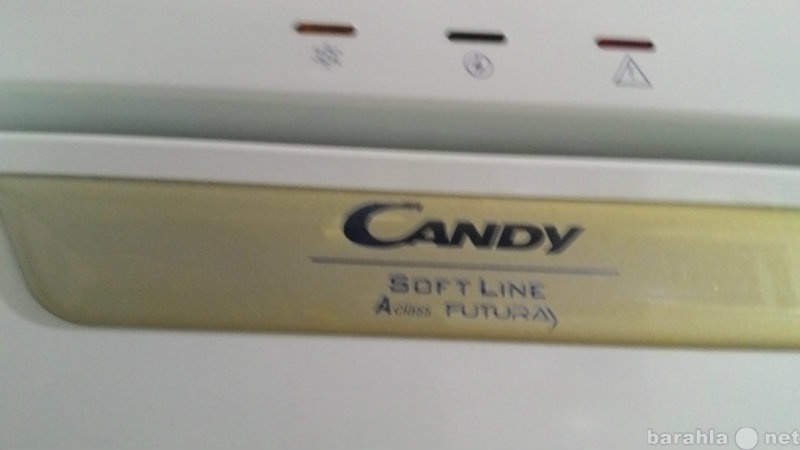 CANDY
SOFT LINE
A class FUTURA
barahla net